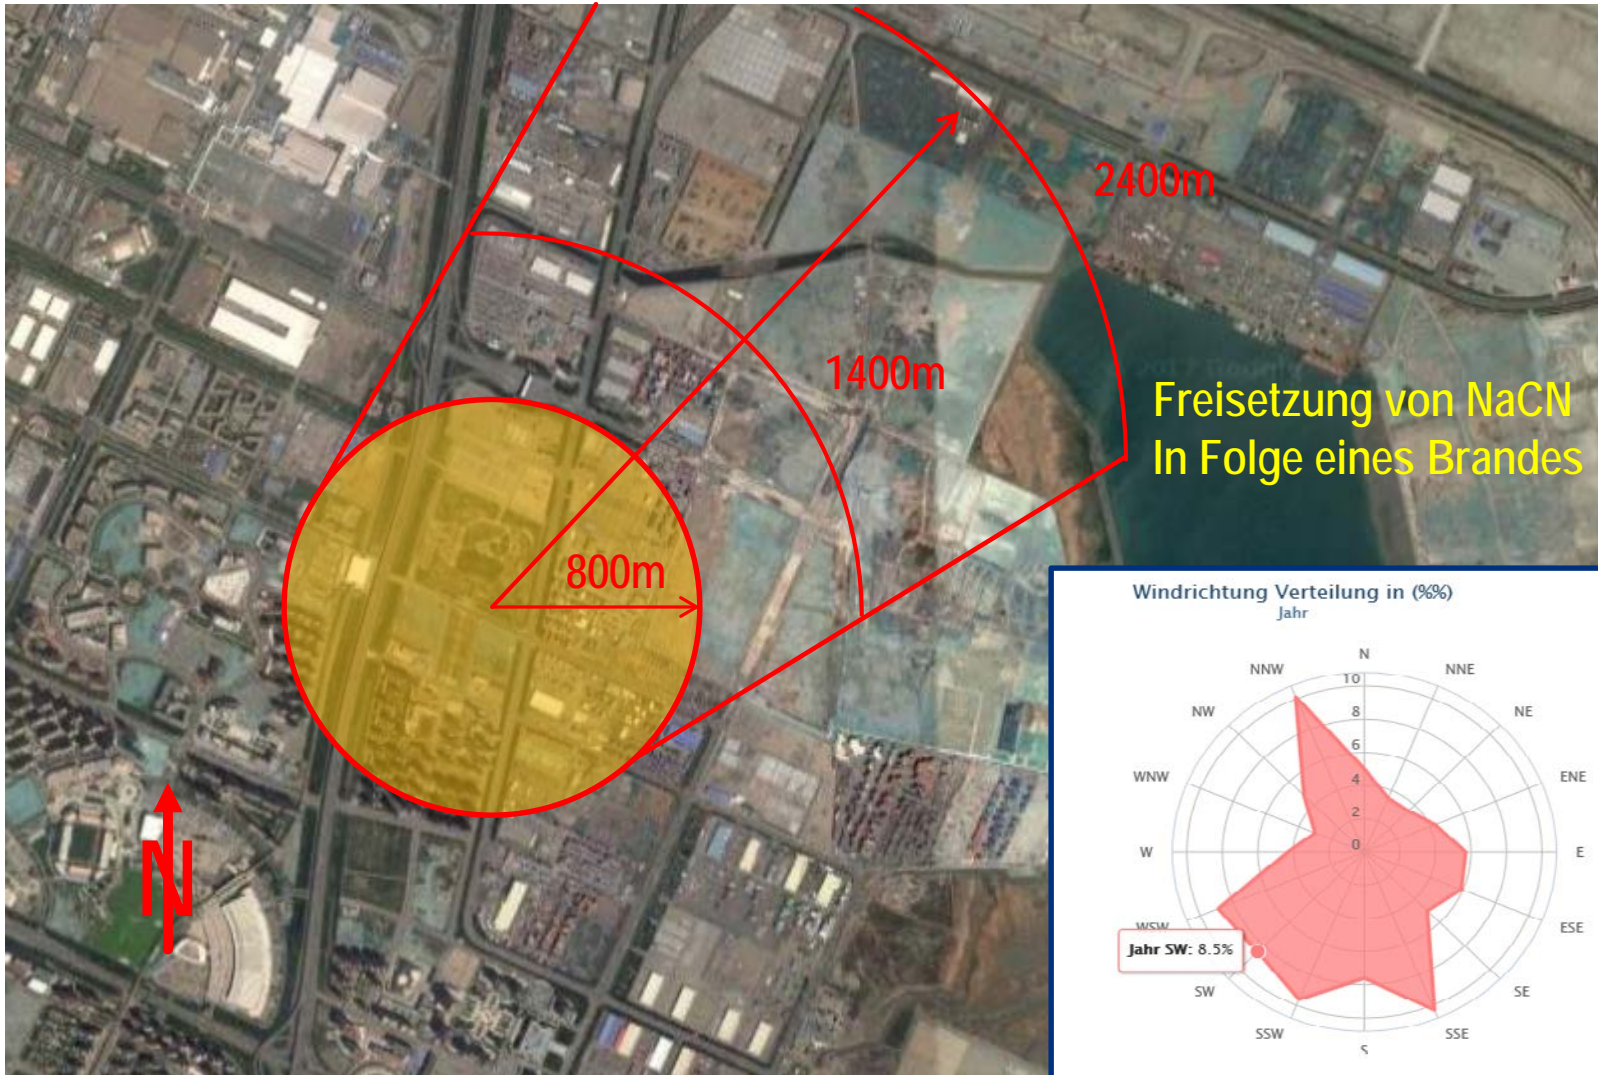 2400m
1400m
Freisetzung von NaCN
In Folge eines Brandes
800m
N
Windrichtung Verteilung in (%%)
Jahr
N
NNW
NNE
10
NW
NE
8
6
WNW
ENE
4
2
W
0
E
WSW
ESE
Jahr SW: 8.5%
SW
SE
SSW
SSE
S